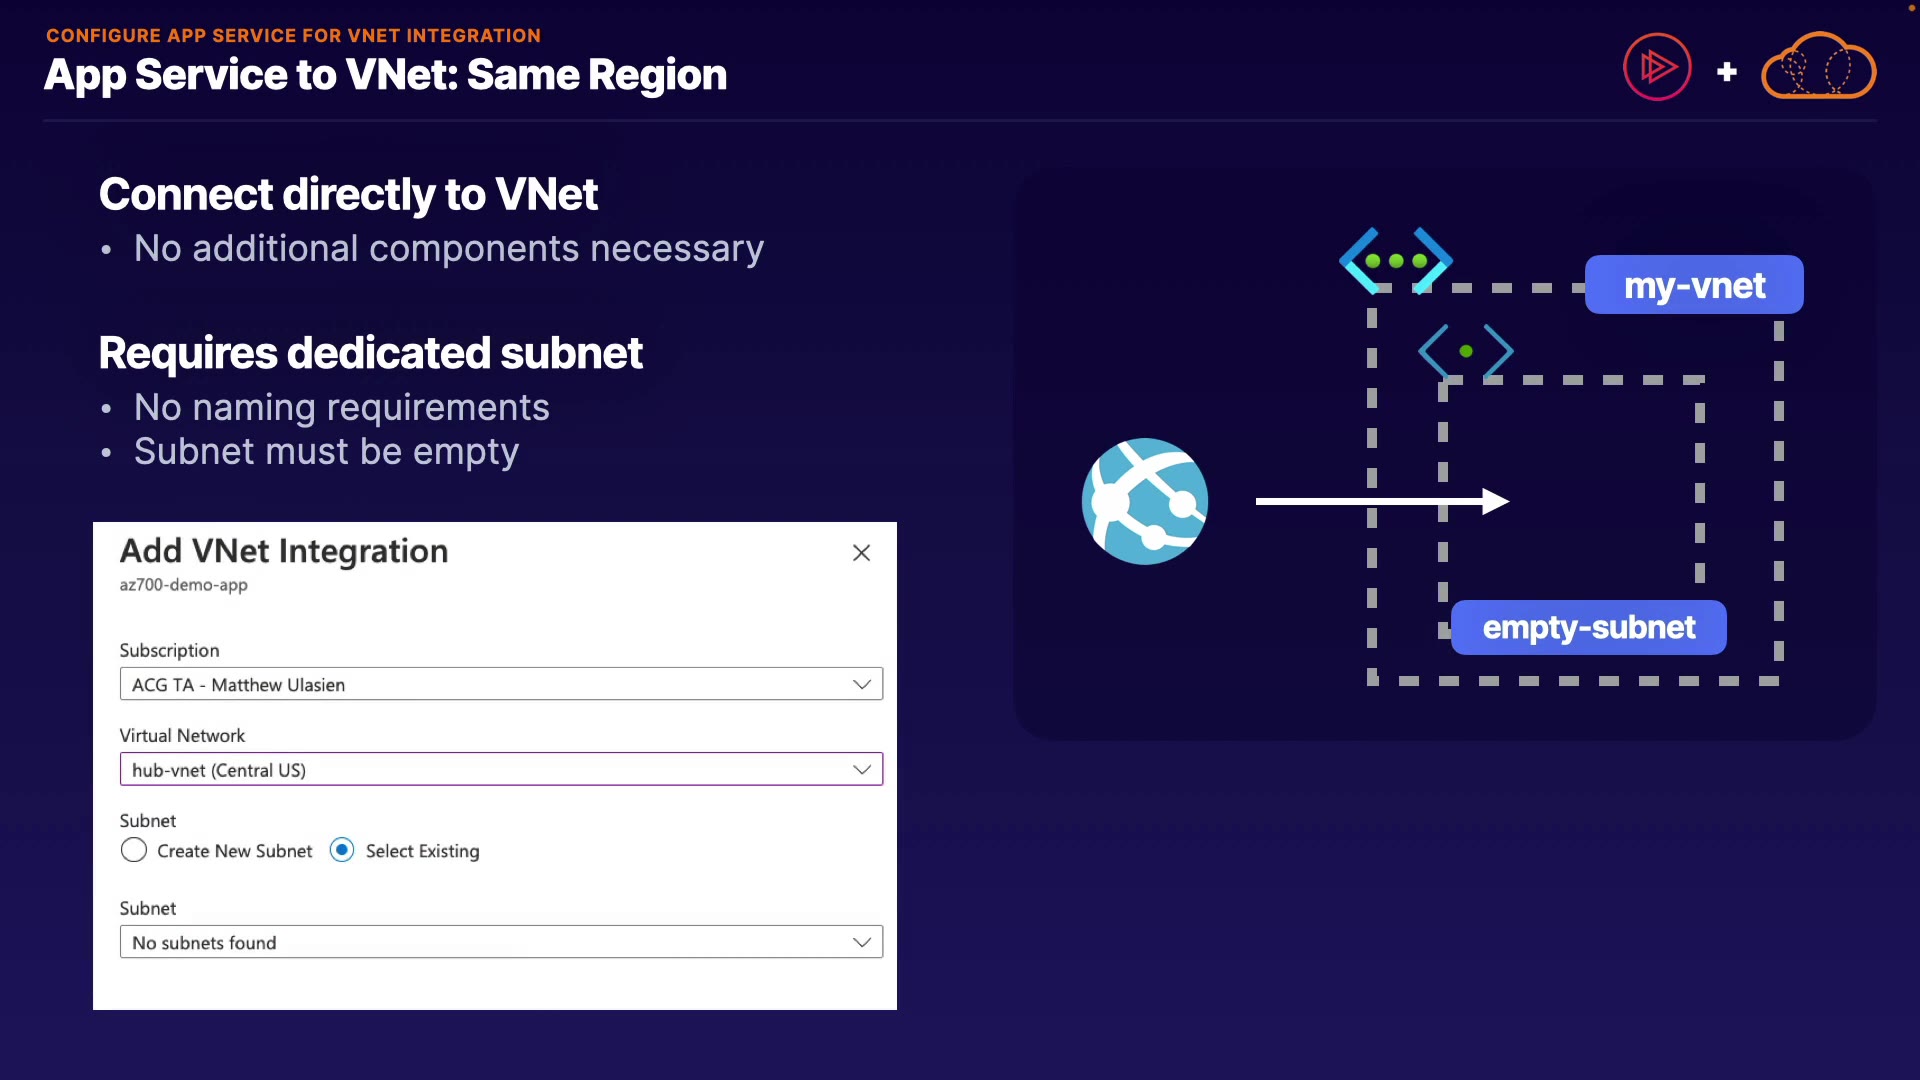 CONFIGURE APP SERVICE FOR VNET INTEGRATION
App Service to VNet: Same Region
+
Connect directly to VNet
• No additional components necessary
Requires dedicated subnet
• No naming requirements
• Subnet must be empty
Add VNet Integration
az700-demo-app
Subscription
ACG TA - Matthew Ulasien
Virtual Network
hub-vnet (Central US)
Subnet
Create New Subnet Select Existing
Subnet
No subnets found
my-vnet
empty-subnet